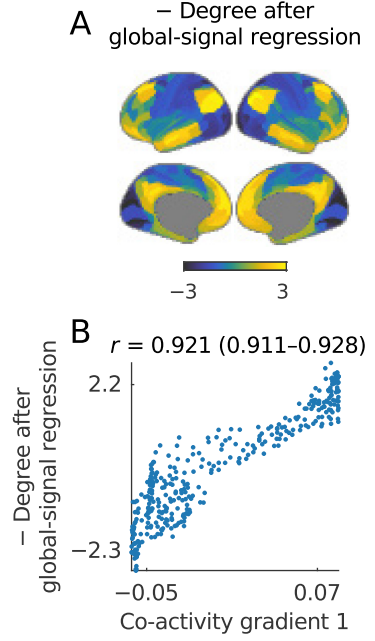 A
− Degree after
global-signal regression
−3
3
B
r = 0.921 (0.911–0.928)
− Degree after
global-signal regression
2.2
−2.3
−0.05
0.07
Co-activity gradient 1